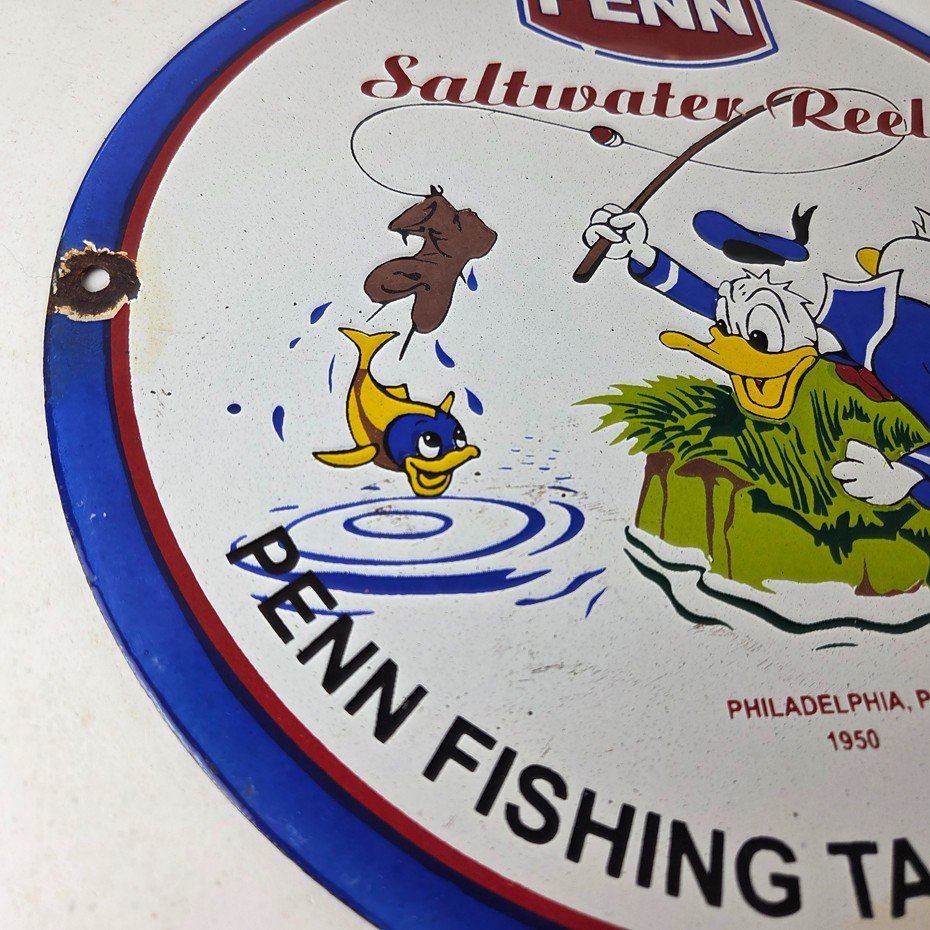 PENN
Saltwater Reel
PHILADELPHIA, P
1950
PENN FISHING TA